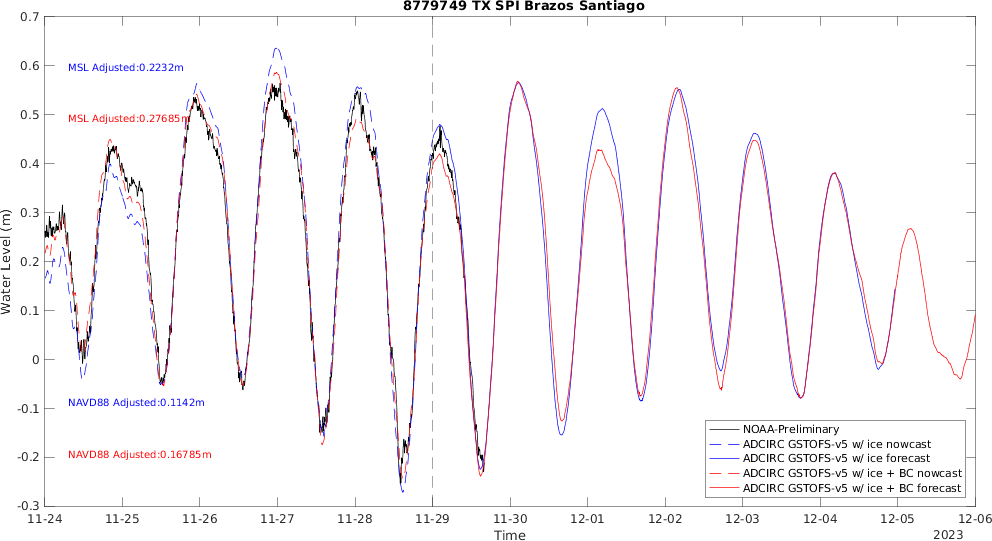 8779749 TX SPI Brazos Santiago
0.7
0.6
0.5
0.4
0.3
0.2
0.1
0
-0.1
-0.2
-0.3
Water Level (m)
MSL Adjusted:0.2232m
MSL Adjusted:0.27685m
NAVD88 Adjusted:0.1142m
NAVD88 Adjusted:0.16785m
NOAA-Preliminary
ADCIRC GSTOFS-v5 w/ ice nowcast
ADCIRC GSTOFS-v5 w/ ice forecast
ADCIRC GSTOFS-v5 w/ ice + BC nowcast
ADCIRC GSTOFS-v5 w/ ice + BC forecast
11-24 11-25 11-26 11-27 11-28 11-29 11-30 12-01 12-02 12-03 12-04 12-05 12-06
Time
2023